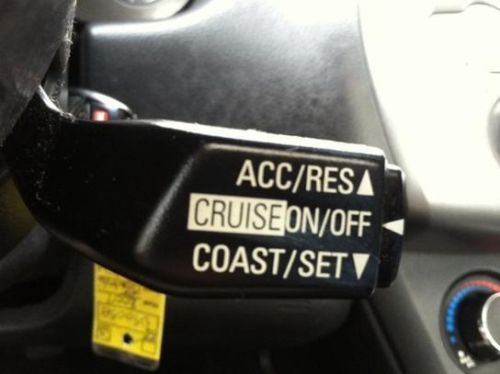 ACC/RES▲
CRUISE ON/OFF ◀
COAST/SET▼